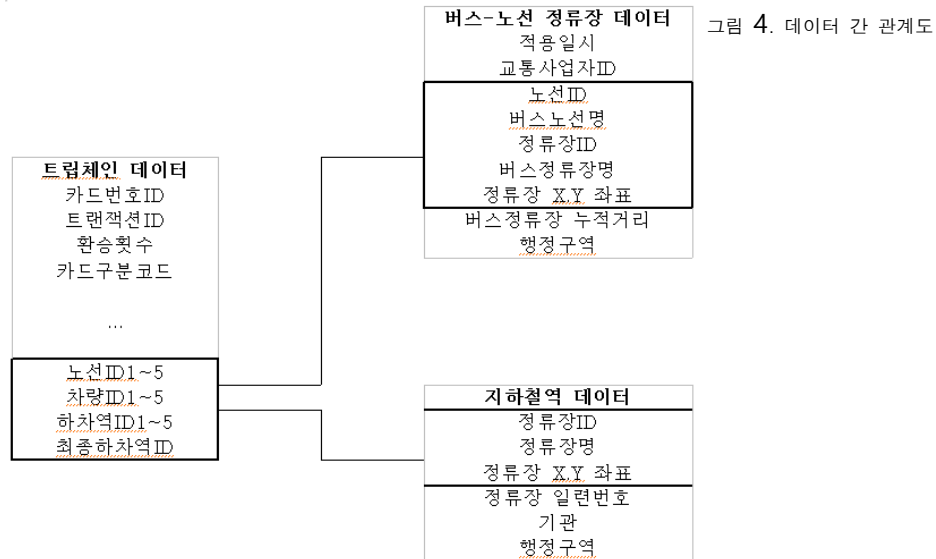 버스-노선 정류장 데이터
적용일시
교통사업자ID
노선ID
버스노선명
정류장ID
버스정류장명
정류장 X,Y 좌표
버스정류장 누적거리
행정구역
그림 4. 데이터 간 관계도
트립체인 데이터
카드번호ID
트랜잭션ID
환승횟수
카드구분코드
...
노선ID1~5
차량ID1~5
하차역ID1~5
최종하차역ID
지하철역 데이터
정류장ID
정류장명
정류장 X,Y 좌표
정류장 일련번호
기관
행정구역